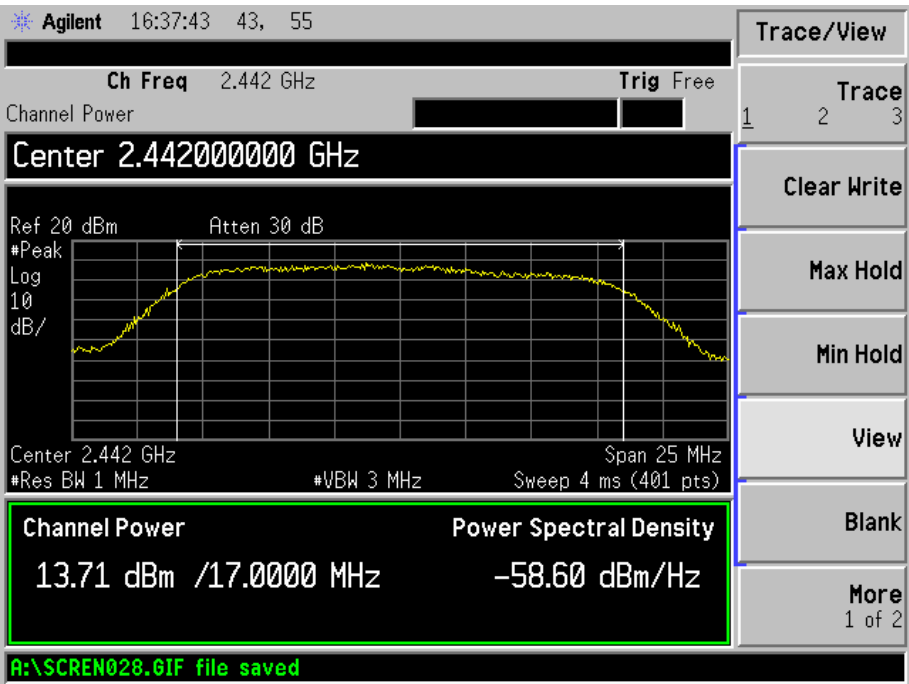 Agilent 16:37:43 43, 55
Ch Freq 2.442 GHz Trig Free
Channel Power
Center 2.442000000 GHz
Ref 20 dBm Atten 30 dB
#Peak
Log
10
dB/
Center 2.442 GHz Span 25 MHz
#Res BW 1 MHz #VBW 3 MHz Sweep 4 ms (401 pts)
Channel Power Power Spectral Density
13.71 dBm /17.0000 MHz -58.60 dBm/Hz
A:\SCREN028.GIF file saved
Trace/View
Trace
1 2 3
Clear Write
Max Hold
Min Hold
View
Blank
More
1 of 2